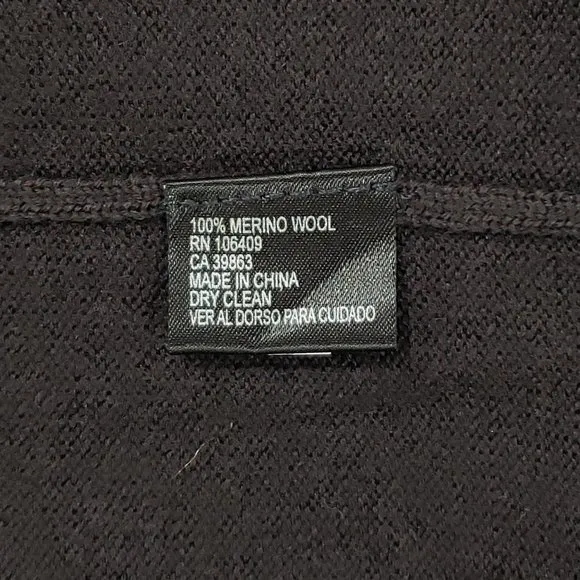 100% MERINO WOOL
RN 106409
CA 39863
MADE IN CHINA
DRY CLEAN
VER AL DORSO PARA CUIDADO